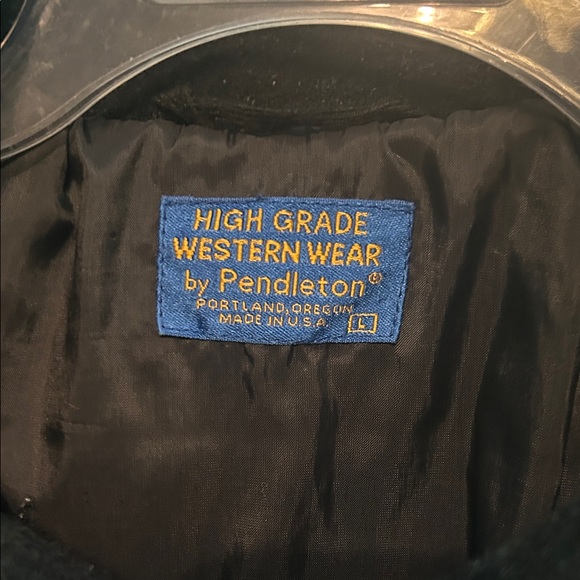 HIGH GRADE
WESTERN WEAR
by Pendleton®
PORTLAND, OREGON
MADE IN U.S.A. L